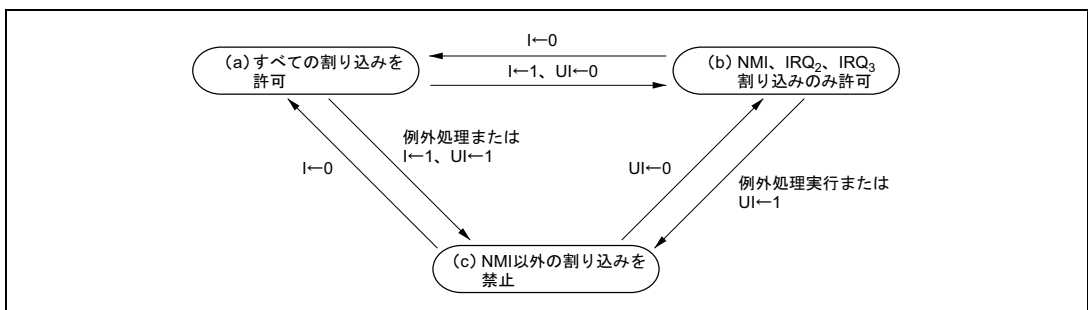 I←0
(a)すべての割り込みを
許可
I←1、UI←0
(b)NMI、IRQ₂、IRQ₃
割り込みのみ許可
例外処理または
I←1、UI←1
I←0
UI←0
例外処理実行または
UI←1
(c)NMI以外の割り込みを
禁止